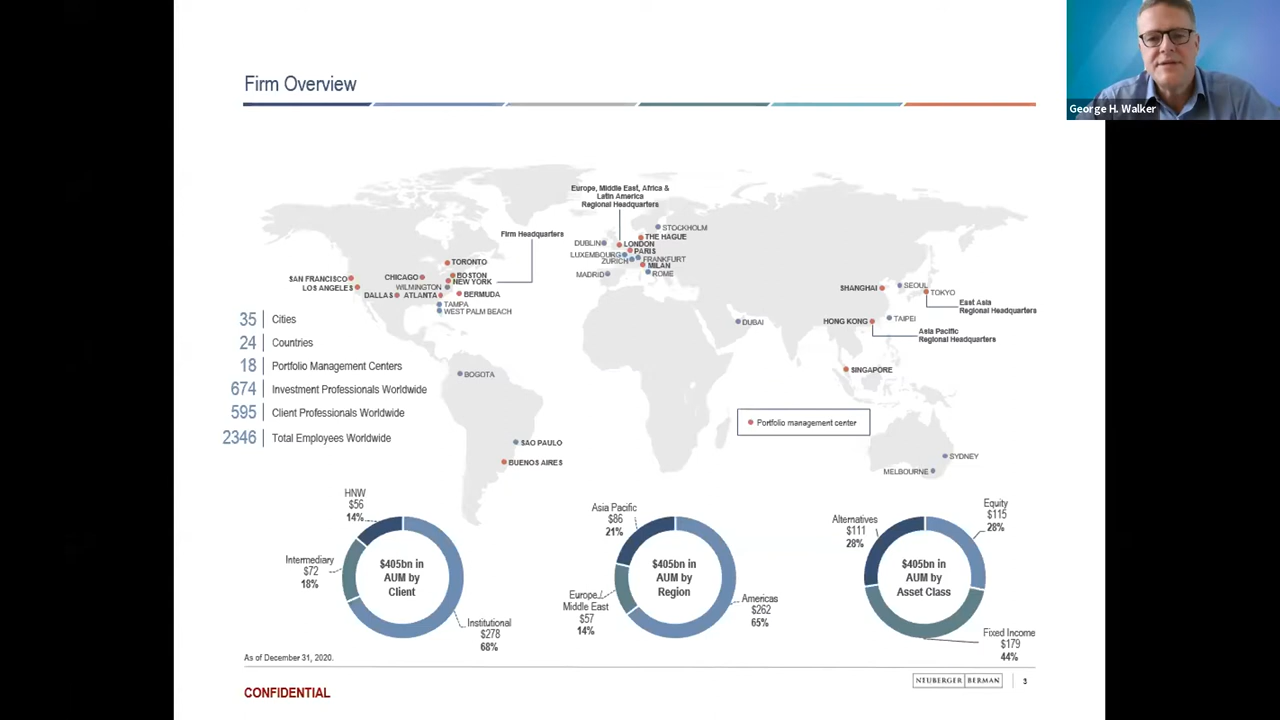 George H. Walker
Firm Overview
Europe, Middle East, Africa &
Latin America
Regional Headquarters
Firm Headquarters
STOCKHOLM
THE HAGUE
DUBLIN
LONDON
PARIS
LUXEMBOURG
FRANKFURT
ZURICH
MILAN
MADRID
ROME
TORONTO
SAN FRANCISCO
CHICAGO
BOSTON
NEW YORK
LOS ANGELES
WILMINGTON
DALLAS
ATLANTA
BERMUDA
TAMPA
WEST PALM BEACH
SHANGHAI
SEOUL
TOKYO
East Asia
Regional Headquarters
HONG KONG
TAIPEI
Asia Pacific
Regional Headquarters
DUBAI
SINGAPORE
BOGOTA
SAO PAULO
BUENOS AIRES
SYDNEY
MELBOURNE
Portfolio management center
35 Cities
24 Countries
18 Portfolio Management Centers
674 Investment Professionals Worldwide
595 Client Professionals Worldwide
2346 Total Employees Worldwide
HNW
$56
14%
Intermediary
$72
18%
$405bn in
AUM by
Client
Institutional
$278
68%
Asia Pacific
$86
21%
Europe /
Middle East
$57
14%
$405bn in
AUM by
Region
Americas
$262
65%
Alternatives
$111
28%
$405bn in
AUM by
Asset Class
Equity
$115
28%
Fixed Income
$179
44%
As of December 31, 2020.
CONFIDENTIAL
NEUBERGER BERMAN
3